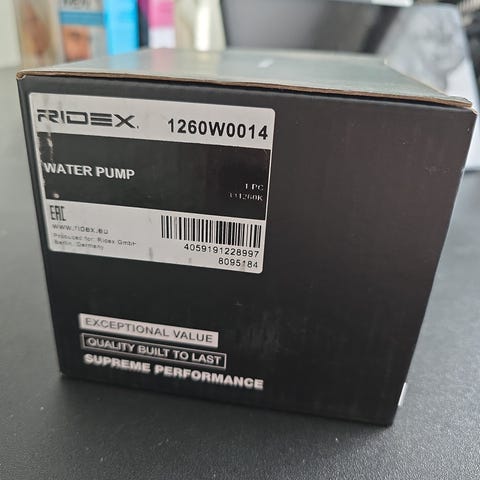 RIDEX
1260W0014
WATER PUMP
1 PC
EAC
www.ridex.eu
Produced for: Ridex GmbH
Berlin, Germany
4059191228997
8095184
EXCEPTIONAL VALUE
QUALITY BUILT TO LAST
SUPREME PERFORMANCE